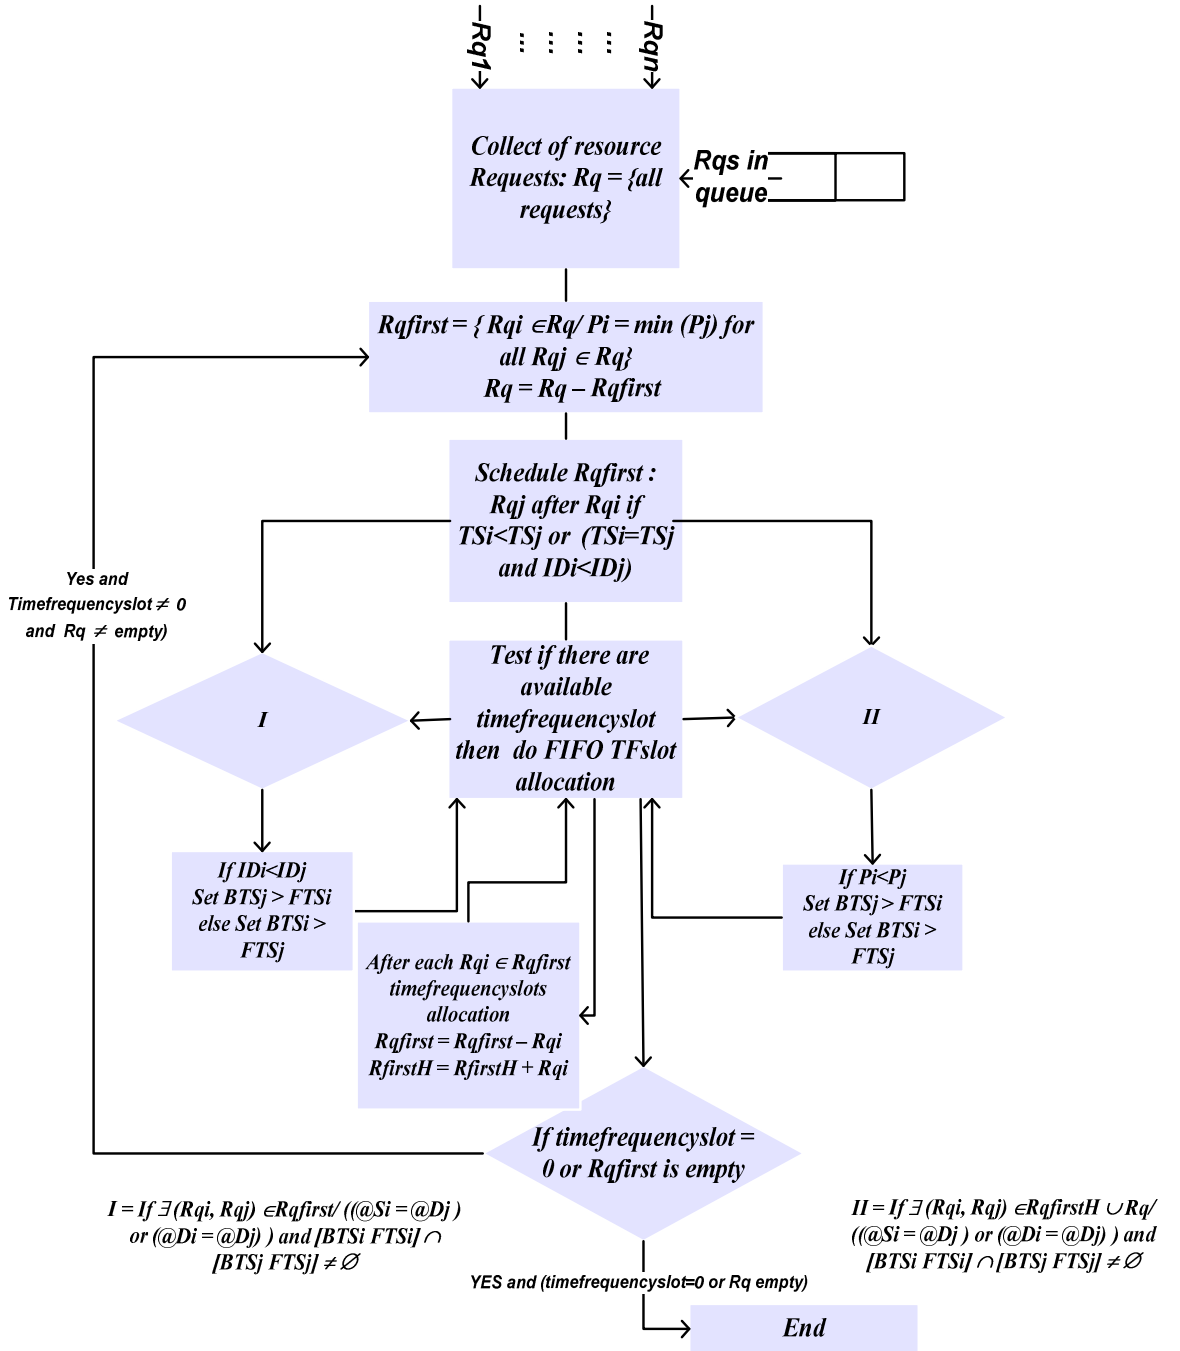 Rq1
... ... ... ...
Rqn
Collect of resource
Requests: Rq = {all
requests}
Rqs in
queue
Rqfirst = { Rqi ∈Rq/ Pi = min (Pj) for
all Rqj ∈ Rq}
Rq = Rq – Rqfirst
Schedule Rqfirst :
Rqj after Rqi if
TSi<TSj or (TSi=TSj
and IDi<IDj)
Yes and
Timefrequencyslot ≠ 0
and Rq ≠ empty)
I
Test if there are
available
timefrequencyslot
then do FIFO TFslot
allocation
II
If IDi<IDj
Set BTSj > FTSi
else Set BTSi >
FTSj
If Pi<Pj
Set BTSj > FTSi
else Set BTSi >
FTSj
After each Rqi ∈ Rqfirst
timefrequencyslots
allocation
Rqfirst = Rqfirst – Rqi
RfirstH = RfirstH + Rqi
If timefrequencyslot =
0 or Rqfirst is empty
I = If ∃ (Rqi, Rqj) ∈Rqfirst/ ((@Si = @Dj )
or (@Di = @Dj) ) and [BTSi FTSi] ∩
[BTSj FTSj] ≠ ∅
II = If ∃ (Rqi, Rqj) ∈RqfirstH ∪ Rq/
((@Si = @Dj ) or (@Di = @Dj) ) and
[BTSi FTSi] ∩ [BTSj FTSj] ≠ ∅
YES and (timefrequencyslot=0 or Rq empty)
End